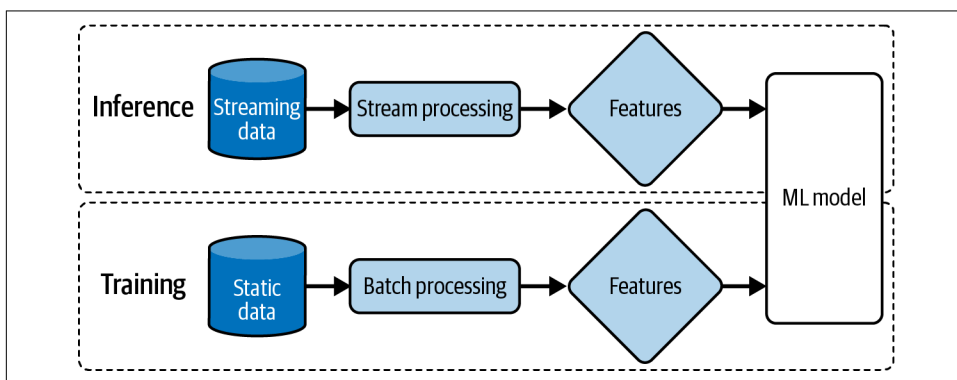 Inference
Streaming
data
Stream processing
Features
ML model
Training
Static
data
Batch processing
Features